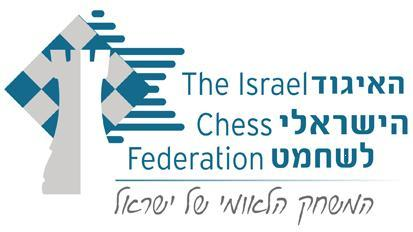 The Israel האיגוד
Chess הישראלי
Federation לשחמט
המשחק הלאומי של ישראל